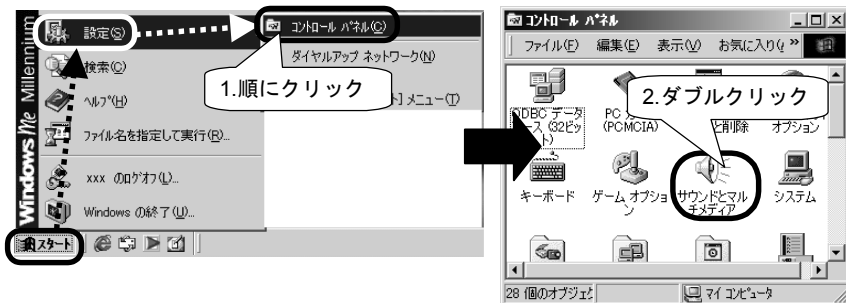 Windows Me Millennium
設定(S)
検索(C)
ヘルプ(H)
ファイル名を指定して実行(R)...
xxx のログオフ(L)...
Windows の終了(U)...
スタート
コントロール パネル(C)
ダイヤルアップ ネットワーク(N)
ト] メニュー(T)
1.順にクリック
コントロール パネル
ファイル(F) 編集(E) 表示(V) お気に入り( »
ODBC データ
ース (32ビッ
ト)
PC
(PCMCIA)
と削除
オプション
2.ダブルクリック
キーボード
ゲーム オプショ
ン
サウンドとマル
チメディア
システム
28 個のオブジェ
マイ コンピュータ